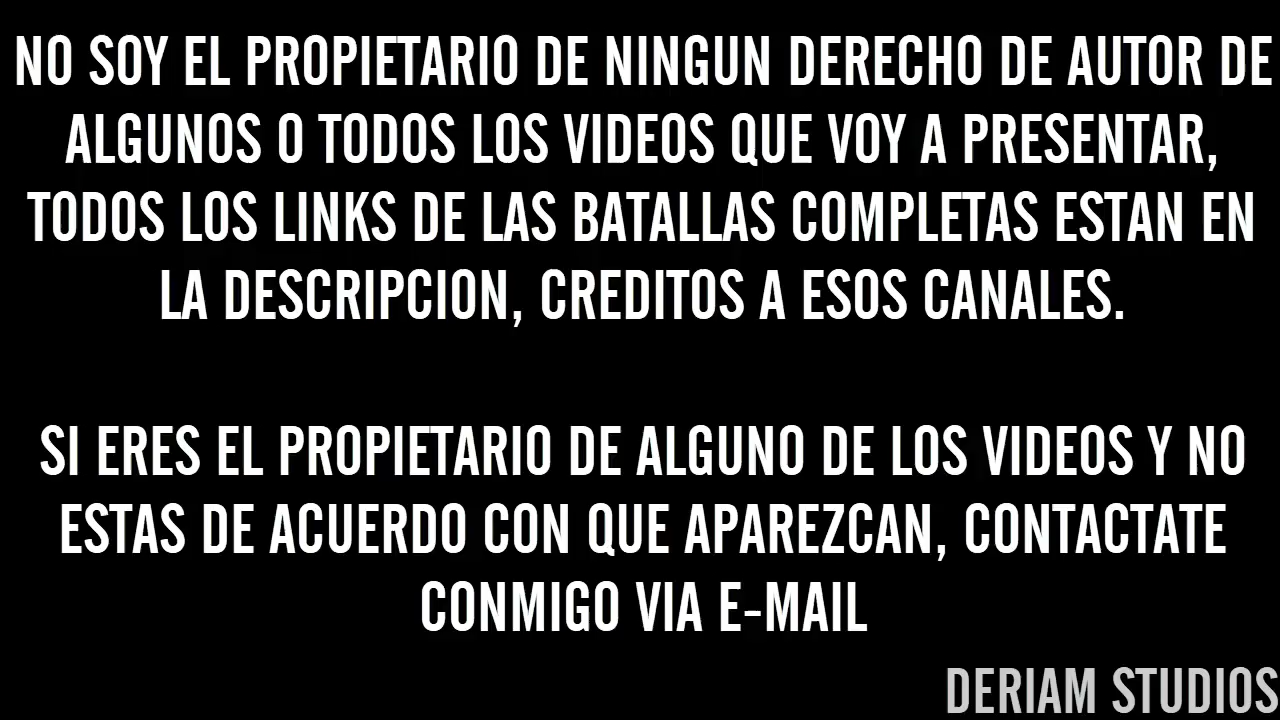 NO SOY EL PROPIETARIO DE NINGUN DERECHO DE AUTOR DE
ALGUNOS O TODOS LOS VIDEOS QUE VOY A PRESENTAR,
TODOS LOS LINKS DE LAS BATALLAS COMPLETAS ESTAN EN
LA DESCRIPCION, CREDITOS A ESOS CANALES.
SI ERES EL PROPIETARIO DE ALGUNO DE LOS VIDEOS Y NO
ESTAS DE ACUERDO CON QUE APAREZCAN, CONTACTATE
CONMIGO VIA E-MAIL
DERIAM STUDIOS